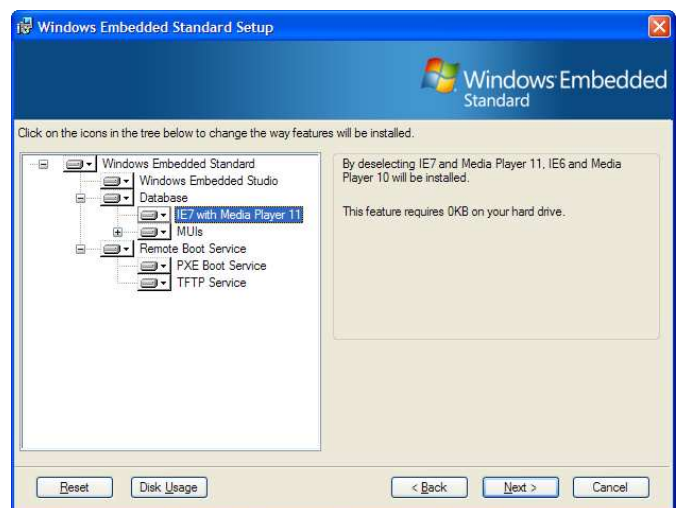 Windows Embedded Standard Setup
Windows Embedded
Standard
Click on the icons in the tree below to change the way features will be installed.
Windows Embedded Standard
Windows Embedded Studio
Database
IE7 with Media Player 11
MUIs
Remote Boot Service
PXE Boot Service
TFTP Service
By deselecting IE7 and Media Player 11, IE6 and Media
Player 10 will be installed.
This feature requires 0KB on your hard drive.
Reset
Disk Usage
< Back
Next >
Cancel